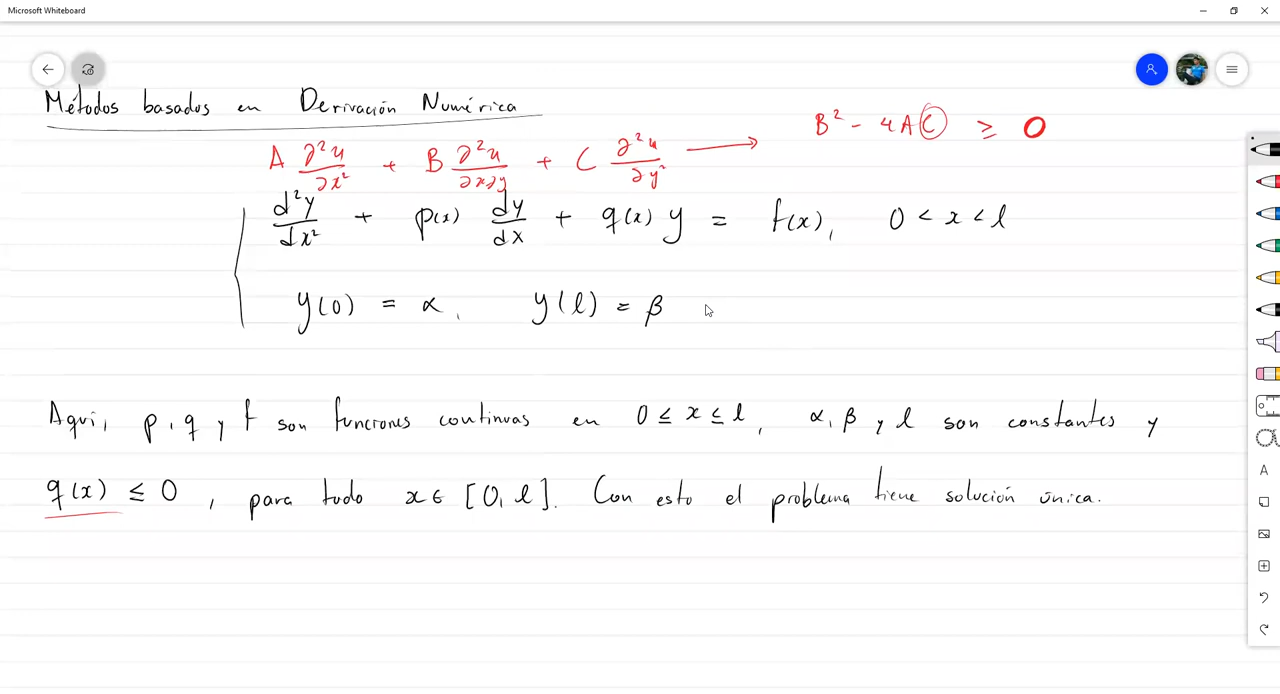 Microsoft Whiteboard
Métodos basados en Derivación Numérica
A ∂²u/∂x² + B ∂²u/∂x∂y + C ∂²u/∂y² → B² - 4AC ≥ 0
d²y/dx² + p(x) dy/dx + q(x) y = f(x), 0 < x < l
y(0) = α, y(l) = β
Aquí, p, q y f son funciones continuas en 0 ≤ x ≤ l, α, β y l son constantes y
q(x) ≤ 0, para todo x ∈ [0, l]. Con esto el problema tiene solución única.
A